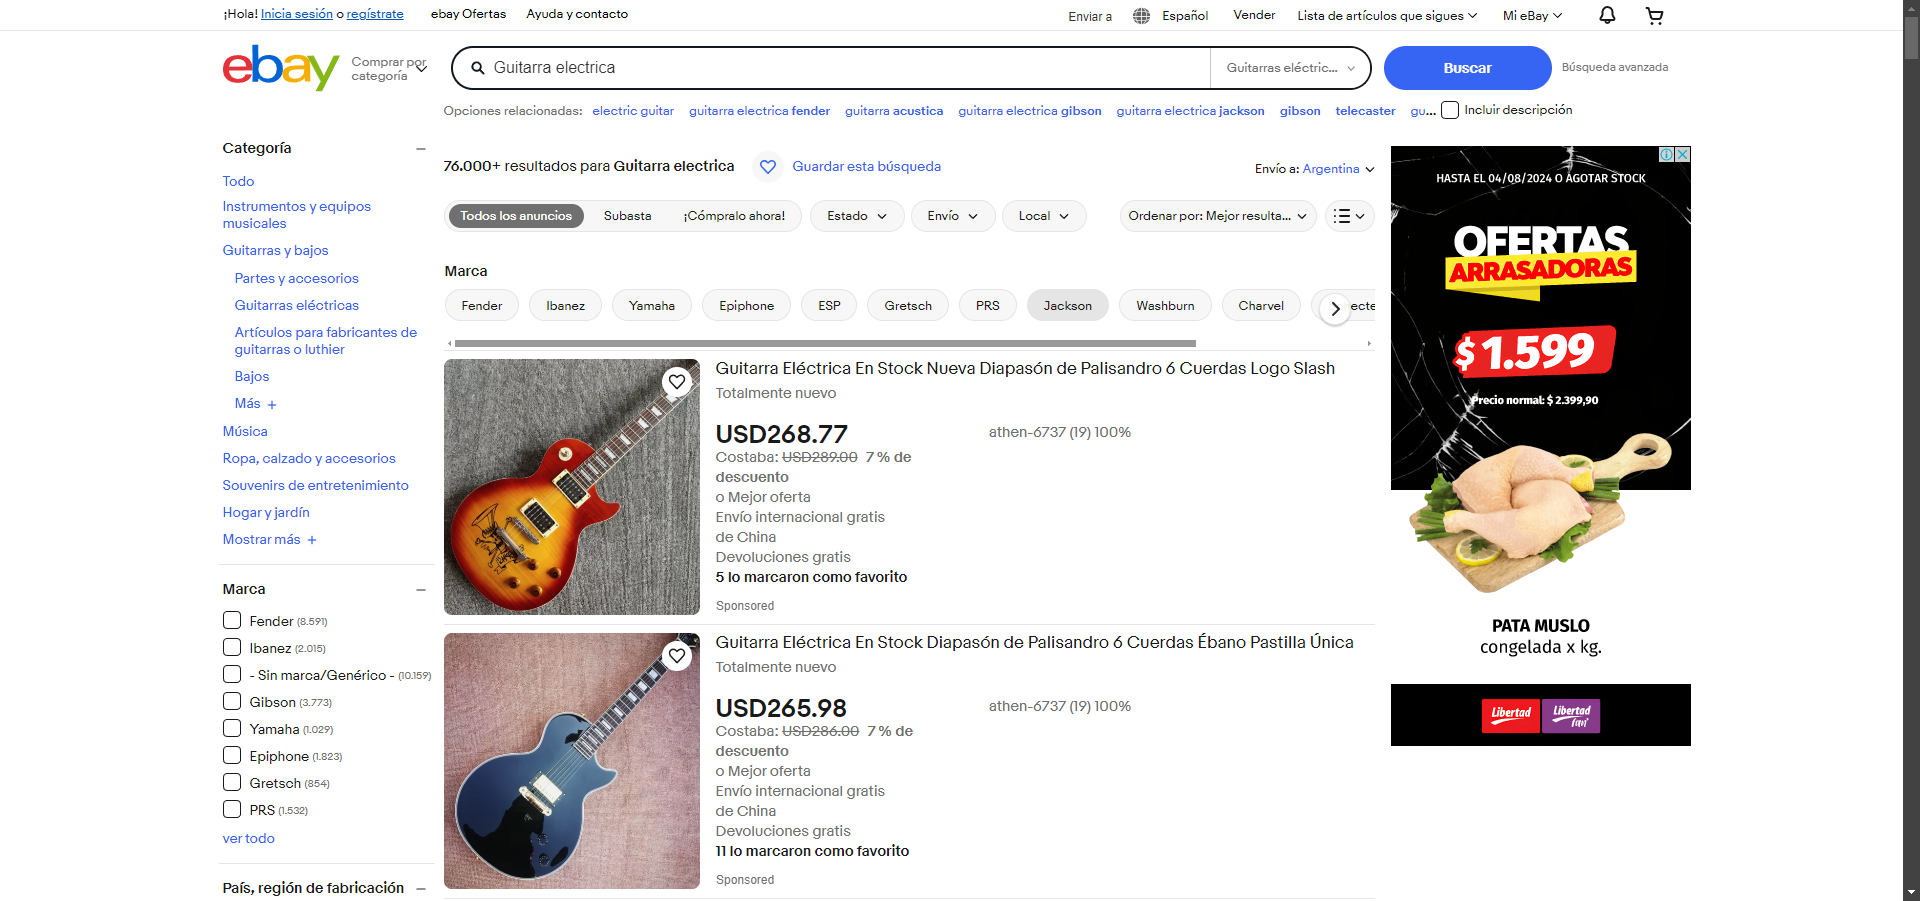 ¡Hola! Inicia sesión o regístrate
ebay Ofertas
Ayuda y contacto
Enviar a
Español
Vender
Lista de artículos que sigues
Mi eBay
ebay
Comprar por
categoría
Guitarra electrica
Guitarras eléctric...
Buscar
Búsqueda avanzada
Opciones relacionadas:
electric guitar
guitarra electrica fender
guitarra acustica
guitarra electrica gibson
guitarra electrica jackson
gibson
telecaster
gu...
Incluir descripción
Categoría
Todo
Instrumentos y equipos
musicales
Guitarras y bajos
Partes y accesorios
Guitarras eléctricas
Artículos para fabricantes de
guitarras o luthier
Bajos
Más +
Música
Ropa, calzado y accesorios
Souvenirs de entretenimiento
Hogar y jardín
Mostrar más +
Marca
Fender (8.591)
Ibanez (2.015)
- Sin marca/Genérico - (10.159)
Gibson (3.773)
Yamaha (1.029)
Epiphone (1.823)
Gretsch (854)
PRS (1.532)
ver todo
País, región de fabricación
76.000+ resultados para Guitarra electrica
Guardar esta búsqueda
Envío a: Argentina
Todos los anuncios
Subasta
¡Cómpralo ahora!
Estado
Envío
Local
Ordenar por: Mejor resulta...
Marca
Fender
Ibanez
Yamaha
Epiphone
ESP
Gretsch
PRS
Jackson
Washburn
Charvel
ecte
Guitarra Eléctrica En Stock Nueva Diapasón de Palisandro 6 Cuerdas Logo Slash
Totalmente nuevo
USD268.77
athen-6737 (19) 100%
Costaba: USD289.00 7 % de
descuento
o Mejor oferta
Envío internacional gratis
de China
Devoluciones gratis
5 lo marcaron como favorito
Sponsored
Guitarra Eléctrica En Stock Diapasón de Palisandro 6 Cuerdas Ébano Pastilla Única
Totalmente nuevo
USD265.98
athen-6737 (19) 100%
Costaba: USD286.00 7 % de
descuento
o Mejor oferta
Envío internacional gratis
de China
Devoluciones gratis
11 lo marcaron como favorito
Sponsored
HASTA EL 04/08/2024 O AGOTAR STOCK
OFERTAS
ARRASADORAS
$1.599
Precio normal: $ 2.399,90
PATA MUSLO
congelada x kg.
Libertad
Libertad
fan